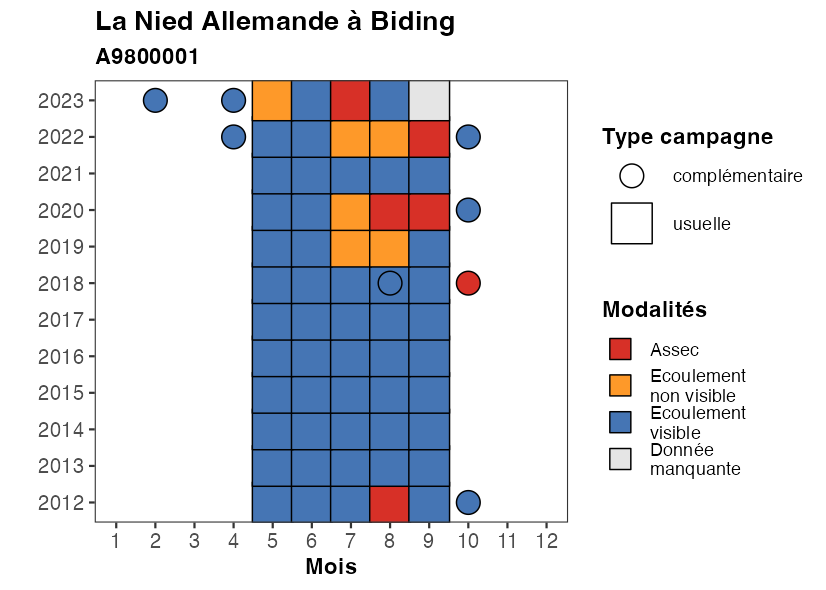 La Nied Allemande à Biding
A9800001
2023
2022
2021
2020
2019
2018
2017
2016
2015
2014
2013
2012
1 2 3 4 5 6 7 8 9 10 11 12
Mois
Type campagne
complémentaire
usuelle
Modalités
Assec
Ecoulement
non visible
Ecoulement
visible
Donnée
manquante